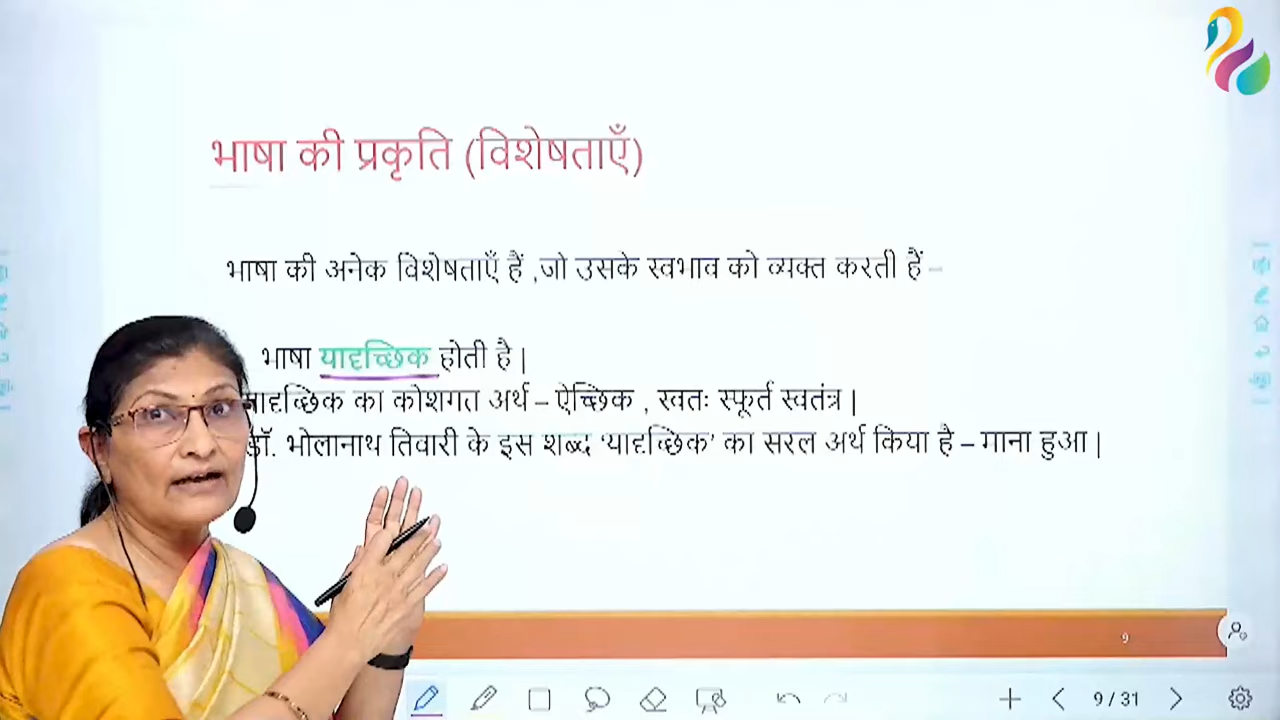 भाषा की प्रकृति (विशेषताएँ)
भाषा की अनेक विशेषताएँ हैं ,जो उसके स्वभाव को व्यक्त करती हैं –
भाषा यादृच्छिक होती है |
यादृच्छिक का कोशगत अर्थ – ऐच्छिक , स्वतः स्फूर्त स्वतंत्र |
डॉ. भोलानाथ तिवारी के इस शब्द ‘यादृच्छिक’ का सरल अर्थ किया है – माना हुआ |
9
9 / 31